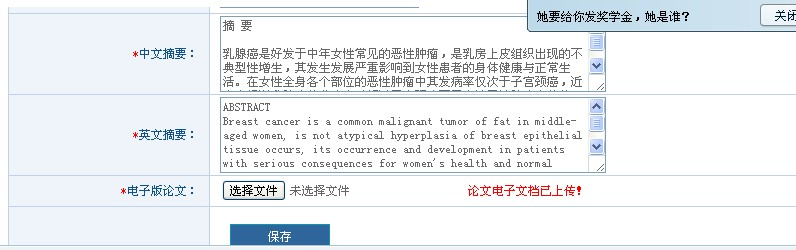 她要给你发奖学金，她是谁？
关闭
*中文摘要：
摘 要
乳腺癌是好发于中年女性常见的恶性肿瘤，是乳房上皮组织出现的不
典型性增生，其发生发展严重影响到女性患者的身体健康与正常生
活。在女性全身各个部位的恶性肿瘤中其发病率仅次于子宫颈癌，近
*英文摘要：
ABSTRACT
Breast cancer is a common malignant tumor of fat in middle-
aged women, is not atypical hyperplasia of breast epithelial
tissue occurs, its occurrence and development in patients
with serious consequences for women's health and normal
*电子版论文：
选择文件 未选择文件
论文电子文档已上传！
保存